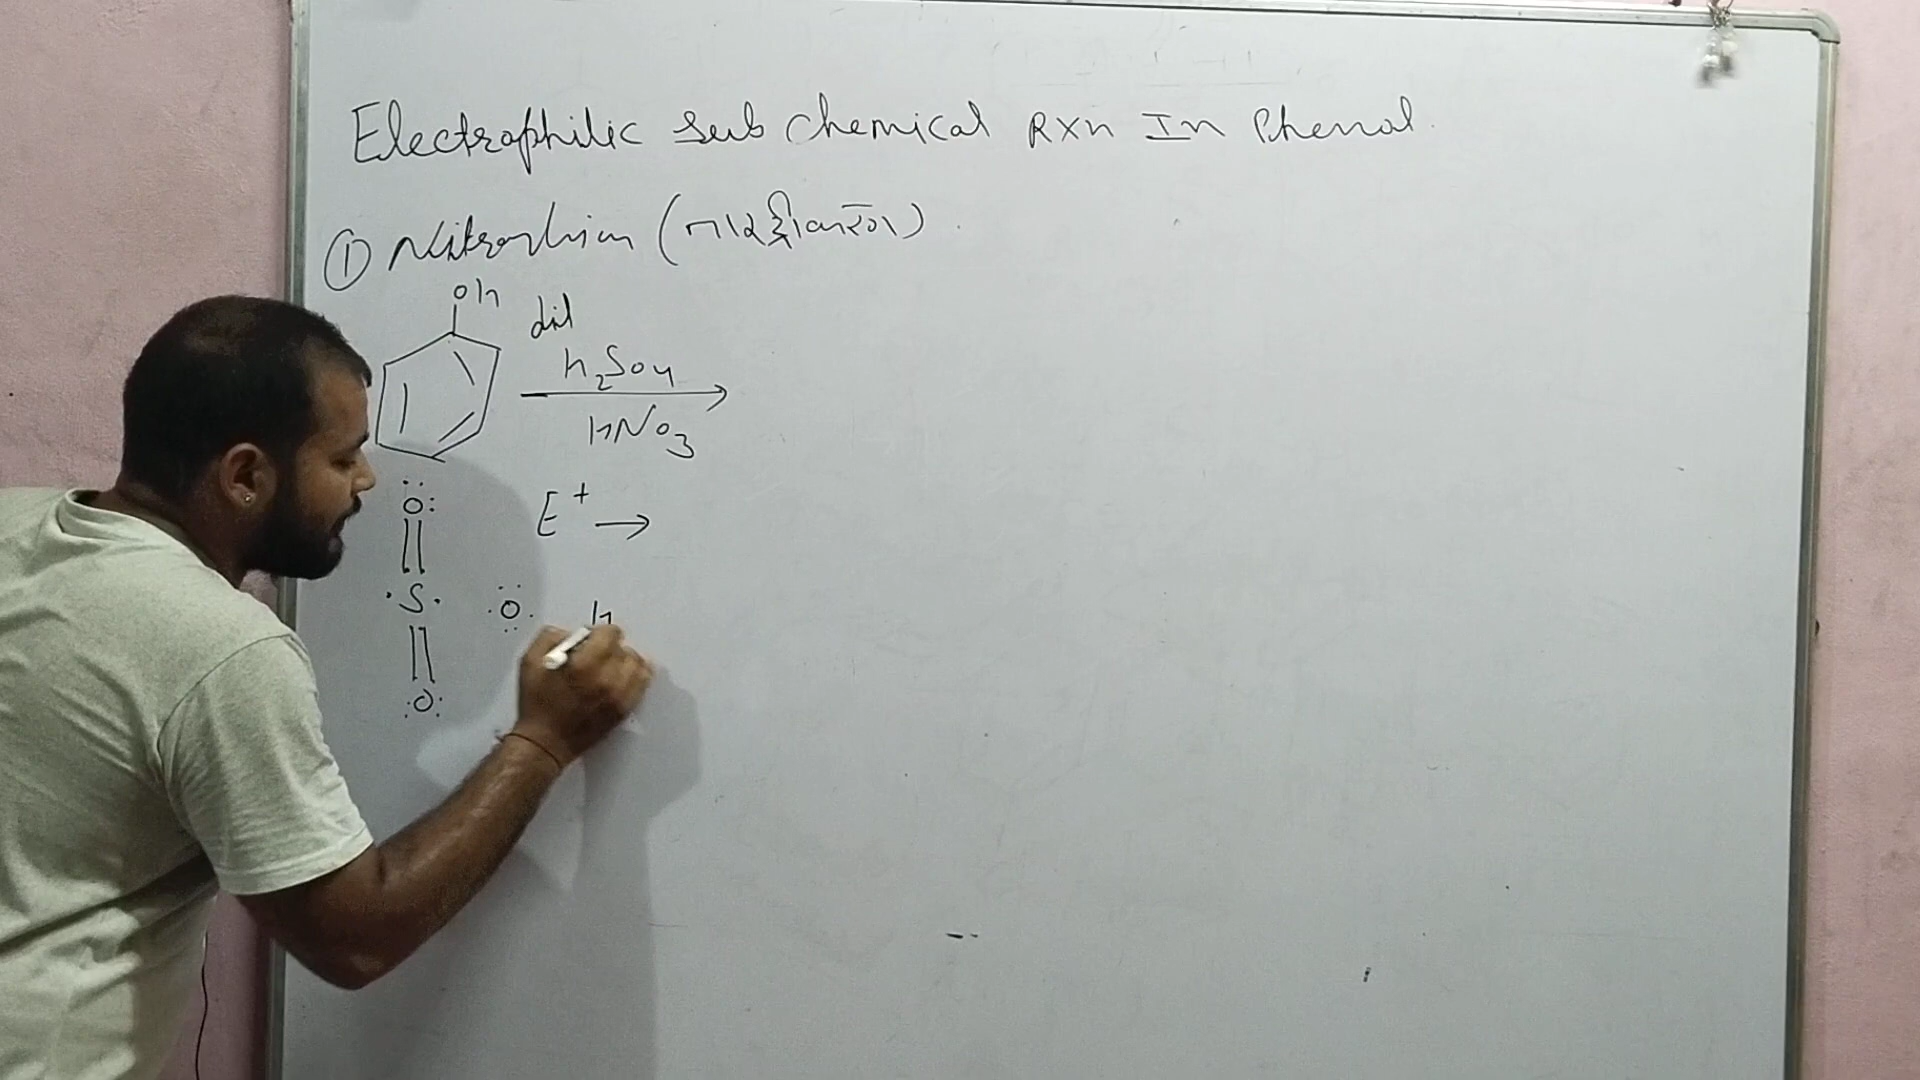 Electrophilic Sub Chemical Rxn In Phenol.
① Nitration (नाइट्रीकरण).
OH
dil
H₂SO₄
HNO₃
E⁺ →
O
S O H
O